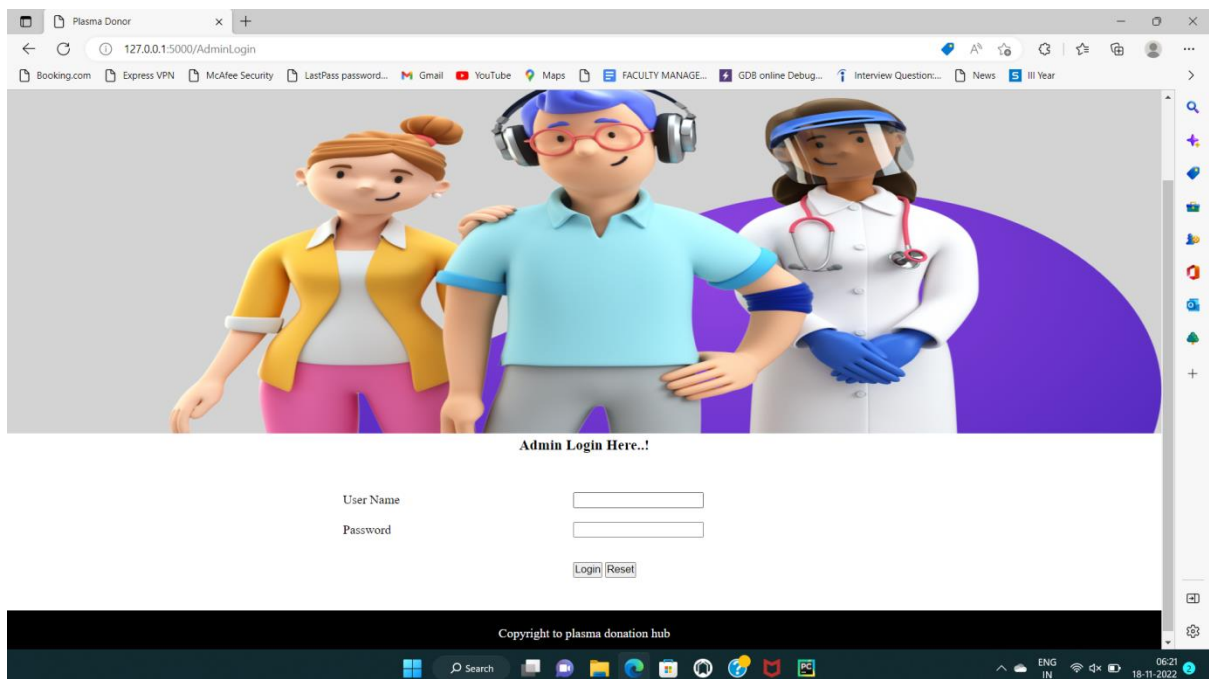 Plasma Donor
127.0.0.1:5000/AdminLogin
Booking.com Express VPN McAfee Security LastPass password... Gmail YouTube Maps FACULTY MANAGE... GDB online Debug... Interview Question:... News III Year
Admin Login Here..!
User Name
Password
Login Reset
Copyright to plasma donation hub
Search
ENG
IN
06:21
18-11-2022
2